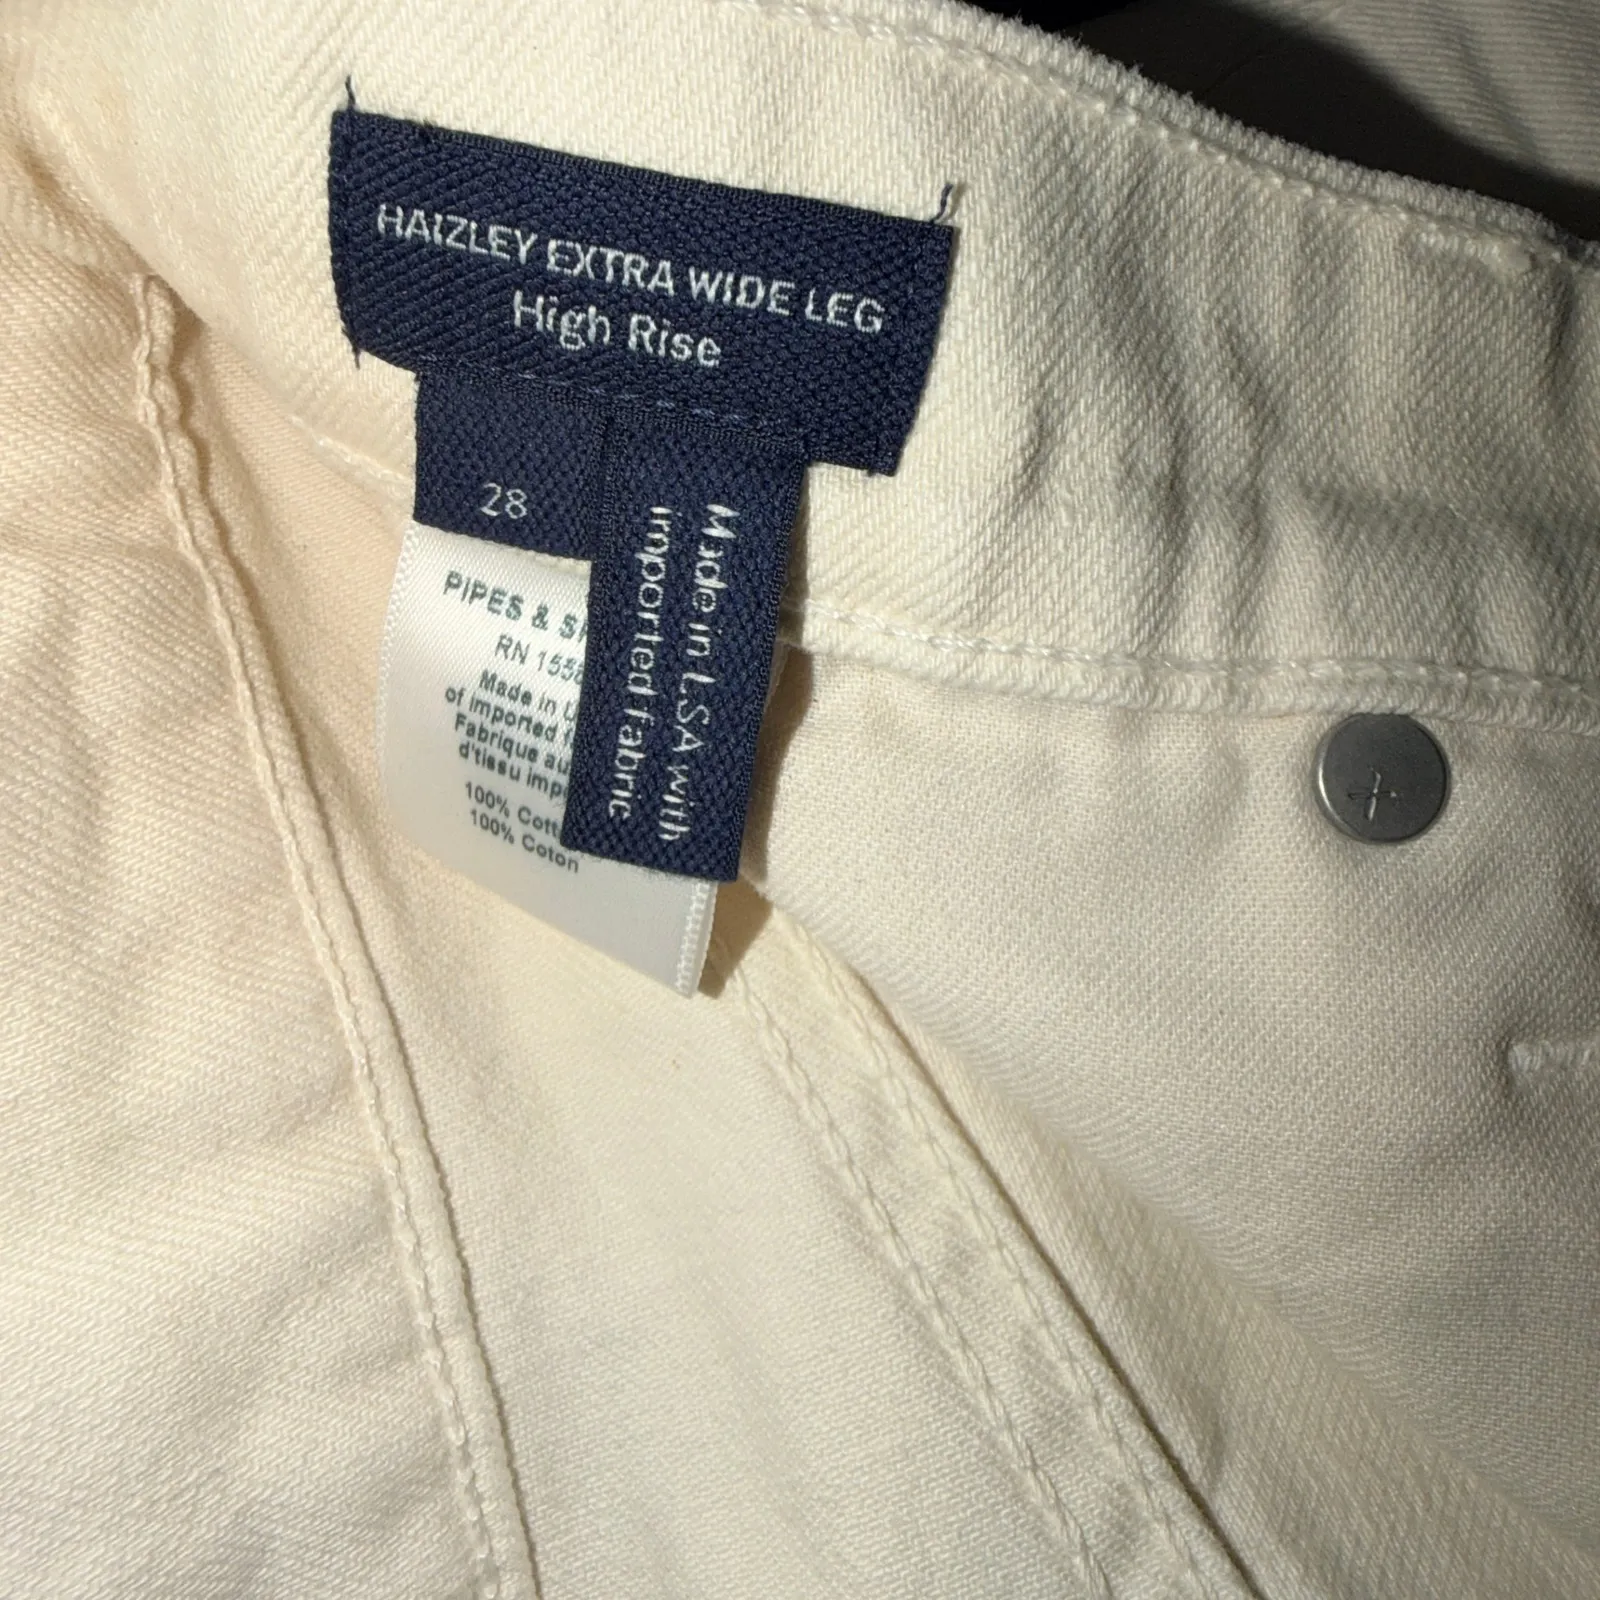 HAIZLEY EXTRA WIDE LEG
High Rise
28
Made in USA with
imported fabric
PIPES &
RN
Made in
of imported
Fabrique au
d'tissu
100%
100% Coton